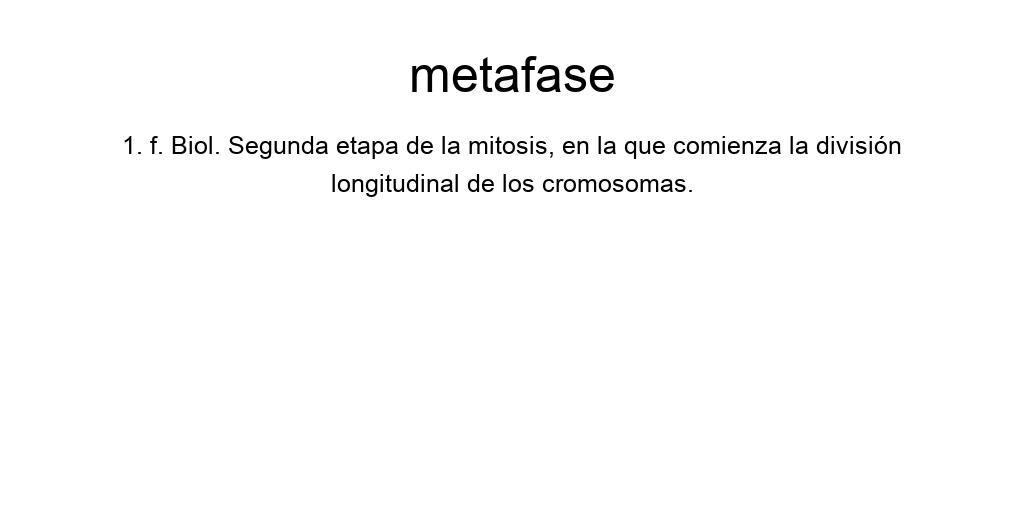 metafase
1. f. Biol. Segunda etapa de la mitosis, en la que comienza la división
longitudinal de los cromosomas.